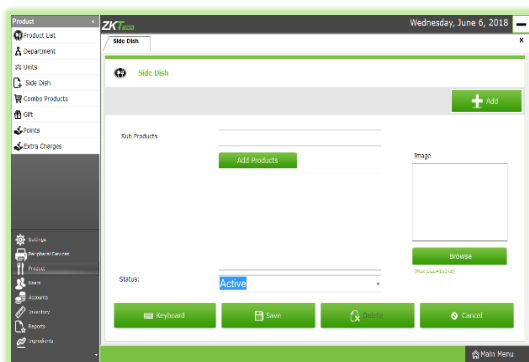 Product
Product List
Department
Units
Side Dish
Combo Products
Gift
Points
Extra Charges
Settings
Peripheral Devices
Product
Users
Accounts
Inventory
Reports
Ingredients
ZKTeco
Wednesday, June 6, 2018
Side Dish
x
Side Dish
Add
Sub Products
Add Products
Image
Browse
Status:
Active
Keyboard
Save
Delete
Cancel
Main Menu